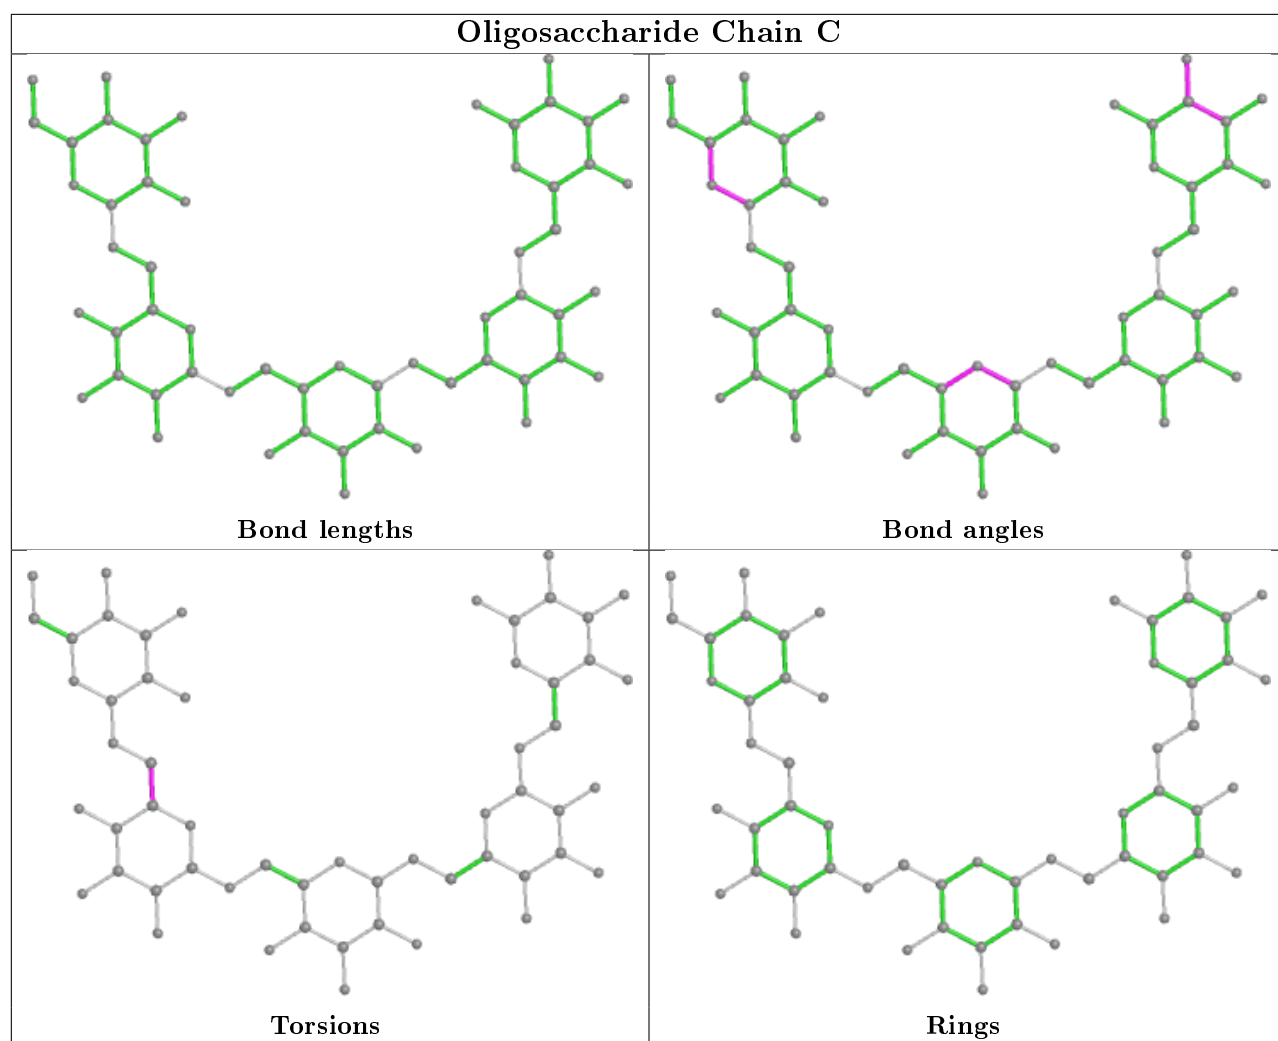 Oligosaccharide Chain C
Bond lengths
Bond angles
Torsions
Rings